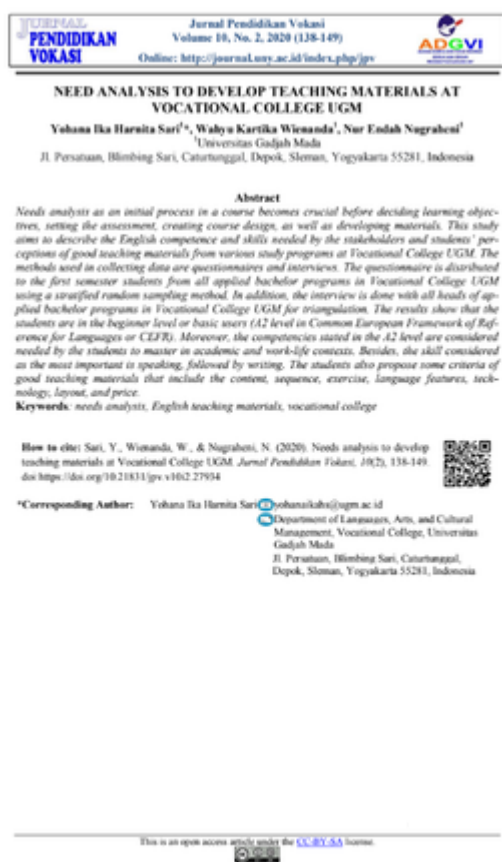 JURNAL
PENDIDIKAN
VOKASI
Jurnal Pendidikan Vokasi
Volume 10, No. 2, 2020 (138-149)
Online: http://journal.uny.ac.id/index.php/jpv
ADGVI
NEED ANALYSIS TO DEVELOP TEACHING MATERIALS AT
VOCATIONAL COLLEGE UGM
Yohana Ika Harnita Sari1*, Wahyu Kartika Wienanda1, Nur Endah Nugraheni1
1Universitas Gadjah Mada
Jl. Persatuan, Blimbing Sari, Caturtunggal, Depok, Sleman, Yogyakarta 55281, Indonesia
Abstract
Needs analysis as an initial process in a course becomes crucial before deciding learning objec-
tives, setting the assessment, creating course design, as well as developing materials. This study
aims to describe the English competence and skills needed by the stakeholders and students' per-
ceptions of good teaching materials from various study programs at Vocational College UGM. The
methods used in collecting data are questionnaires and interviews. The questionnaire is distributed
to the first semester students from all applied bachelor programs in Vocational College UGM
using a stratified random sampling method. In addition, the interview is done with all heads of ap-
plied bachelor programs in Vocational College UGM for triangulation. The results show that the
students are in the beginner level or basic users (A2 level in Common European Framework of Ref-
erence for Languages or CEFR). Moreover, the competencies stated in the A2 level are considered
needed by the students to master in academic and work-life contexts. Besides, the skill considered
as the most important is speaking, followed by writing. The students also propose some criteria of
good teaching materials that include the content, sequence, exercise, language features, tech-
nology, layout, and price.
Keywords: needs analysis, English teaching materials, vocational college
How to cite: Sari, Y., Wienanda, W., & Nugraheni, N. (2020). Needs analysis to develop
teaching materials at Vocational College UGM. Jurnal Pendidikan Vokasi, 10(2), 138-149.
doi:https://doi.org/10.21831/jpv.v10i2.27934
*Corresponding Author: Yohana Ika Harnita Sari yohanaikahs@ugm.ac.id
Department of Languages, Arts, and Cultural
Management, Vocational College, Universitas
Gadjah Mada
Jl. Persatuan, Blimbing Sari, Caturtunggal,
Depok, Sleman, Yogyakarta 55281, Indonesia
This is an open access article under the CC-BY-SA license.